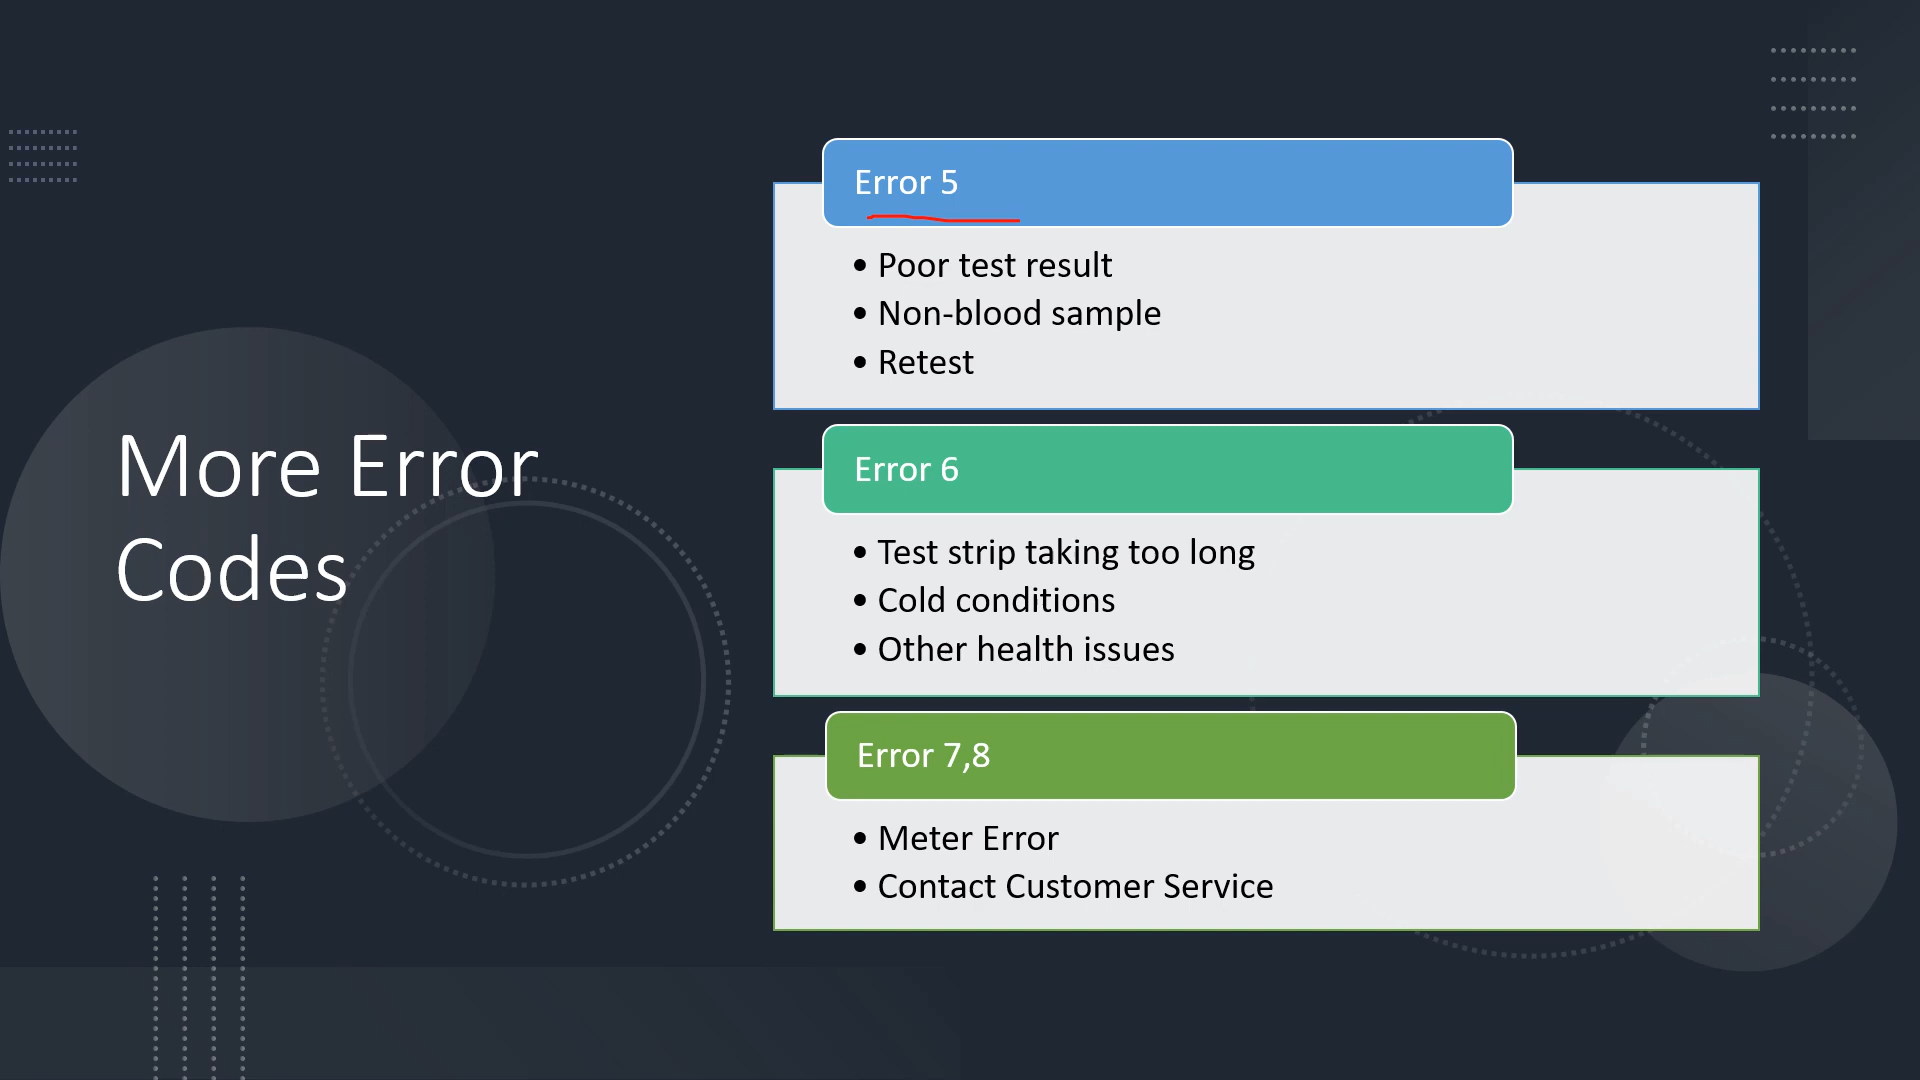 More Error
Codes
Error 5
• Poor test result
• Non-blood sample
• Retest
Error 6
• Test strip taking too long
• Cold conditions
• Other health issues
Error 7,8
• Meter Error
• Contact Customer Service